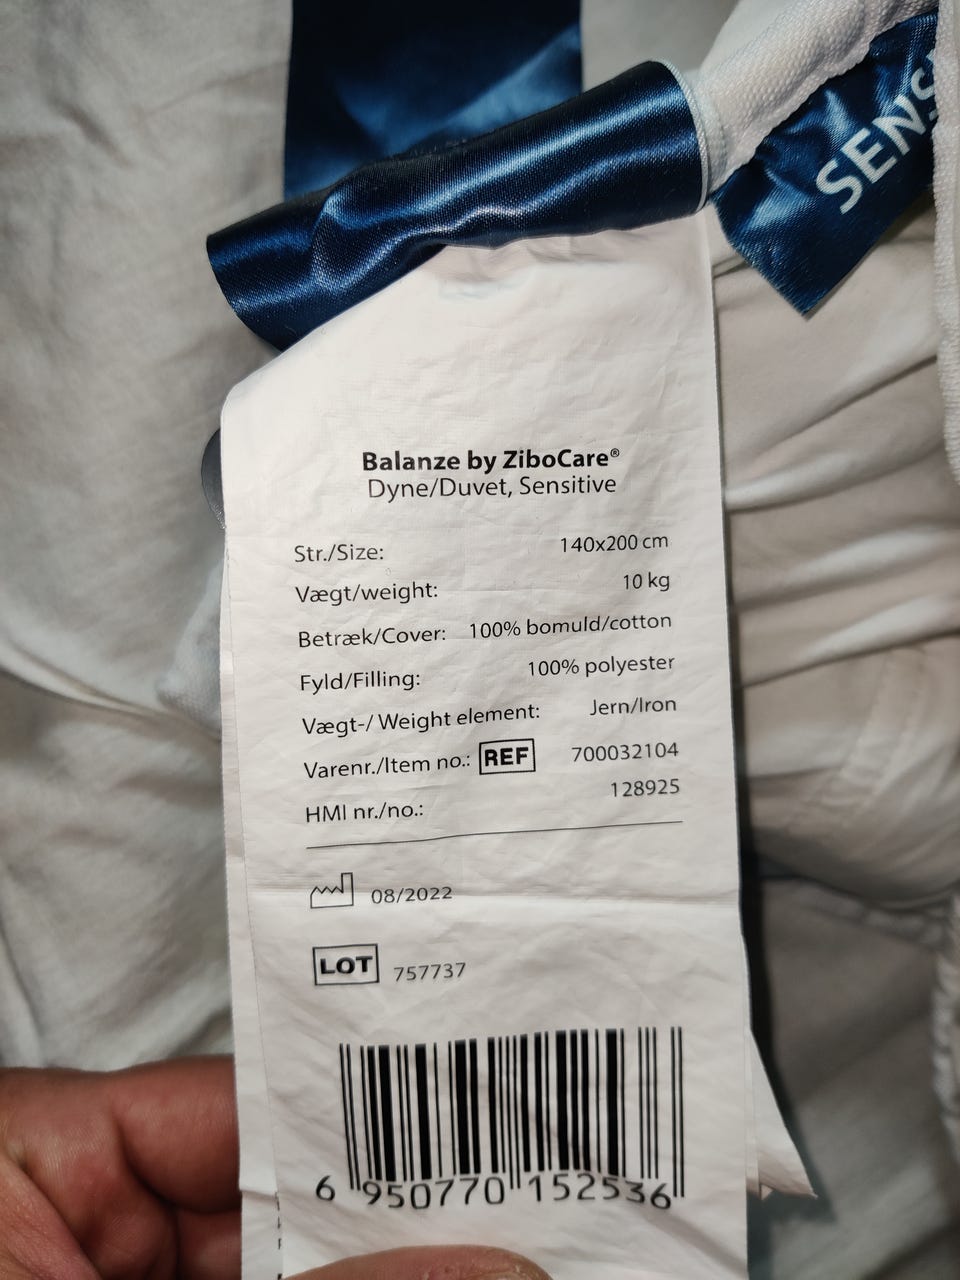 SENS
Balanze by ZiboCare®
Dyne/Duvet, Sensitive
Str./Size: 140x200 cm
Vægt/weight: 10 kg
Betræk/Cover: 100% bomuld/cotton
Fyld/Filling: 100% polyester
Vægt-/ Weight element: Jern/Iron
Varenr./Item no.: REF 700032104
HMI nr./no.: 128925
08/2022
LOT 757737
6 950770 152536